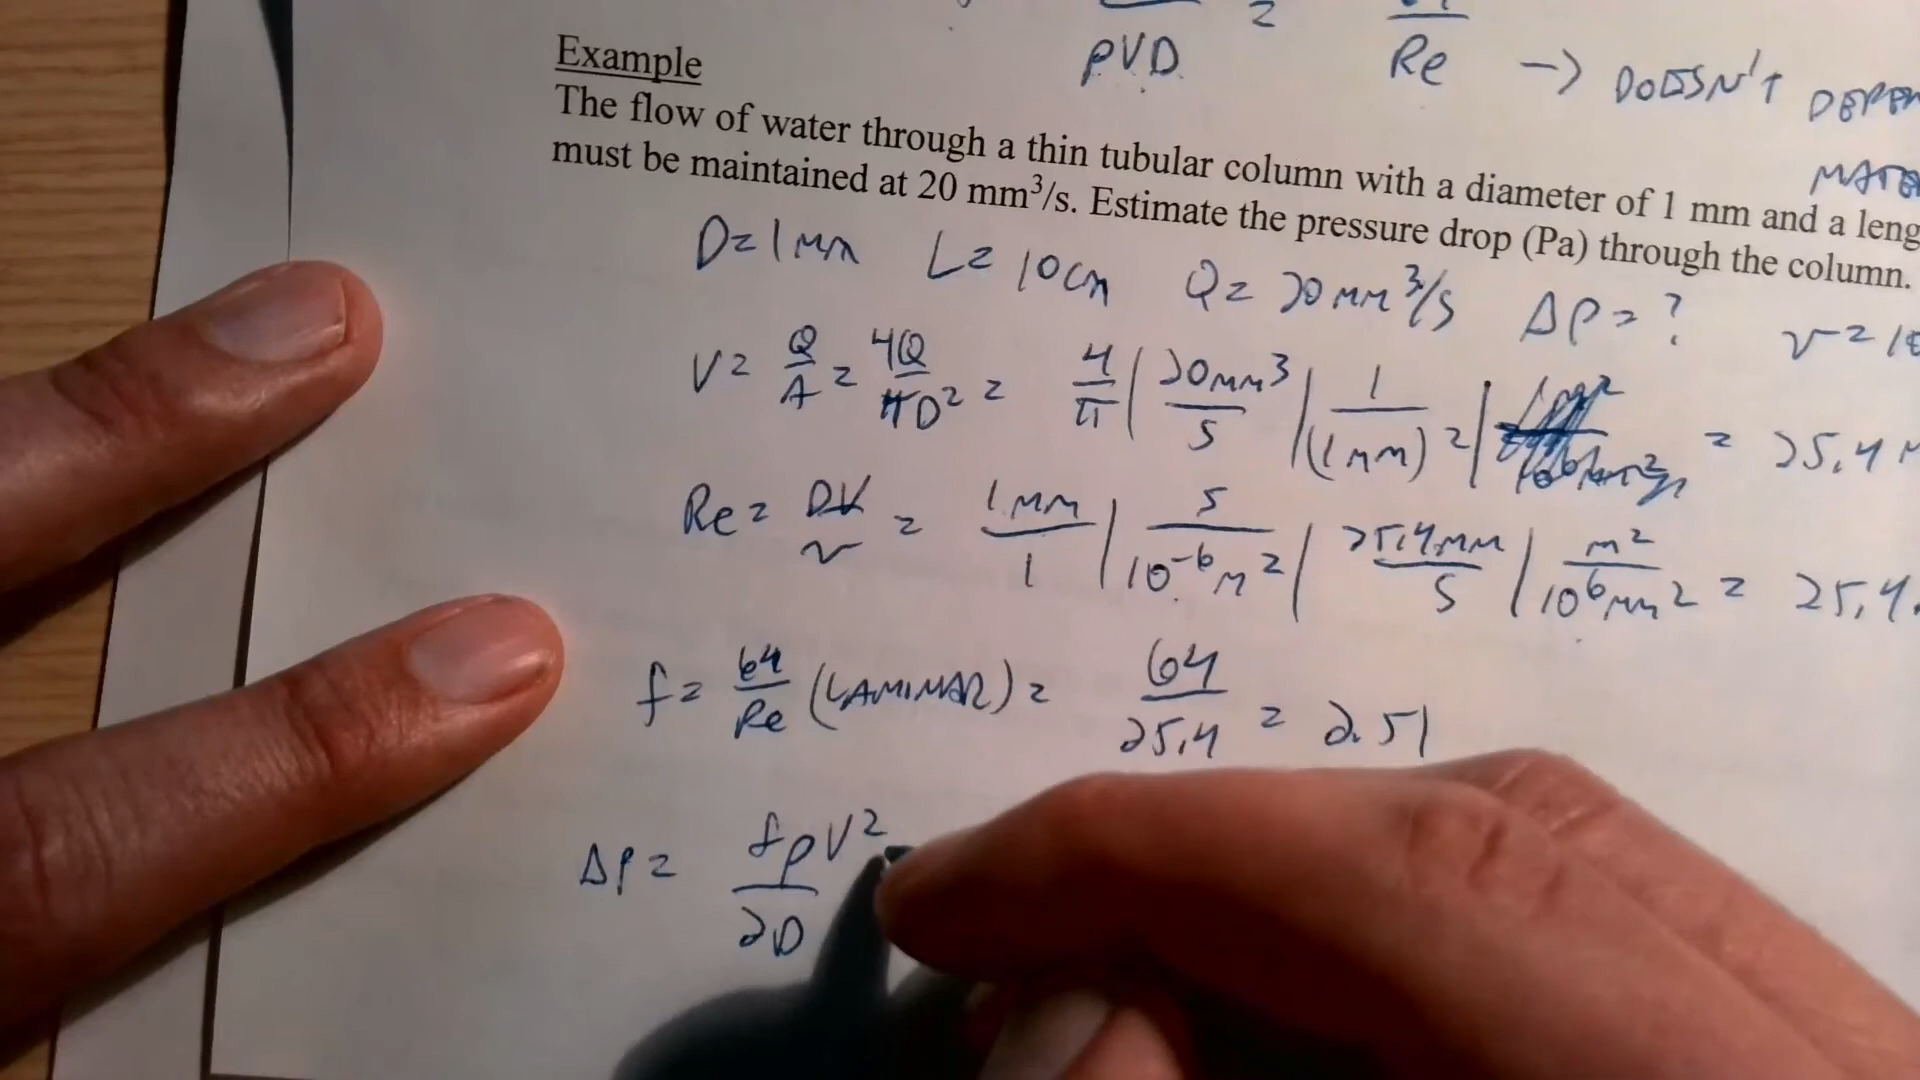 ρVD = Re → DOESN'T DEPEN
MATE
Example
The flow of water through a thin tubular column with a diameter of 1 mm and a leng
must be maintained at 20 mm³/s. Estimate the pressure drop (Pa) through the column.
D=1mm L=10cm Q=20mm³/s ΔP=? ν=10
V= Q/A = 4Q/πD² = 4/π | 20mm³/s | 1/(1mm)² | = 25.4 m
Re= DV/ν = 1mm/1 | s/10⁻⁶m² | 25.4mm/s | m²/10⁶mm² = 25.4
f= 64/Re (LAMINAR) = 64/25.4 = 2.51
ΔP= fρV²/2D